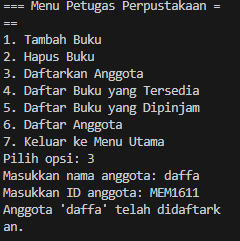 === Menu Petugas Perpustakaan =
==
1. Tambah Buku
2. Hapus Buku
3. Daftarkan Anggota
4. Daftar Buku yang Tersedia
5. Daftar Buku yang Dipinjam
6. Daftar Anggota
7. Keluar ke Menu Utama
Pilih opsi: 3
Masukkan nama anggota: daffa
Masukkan ID anggota: MEM1611
Anggota 'daffa' telah didaftark
an.